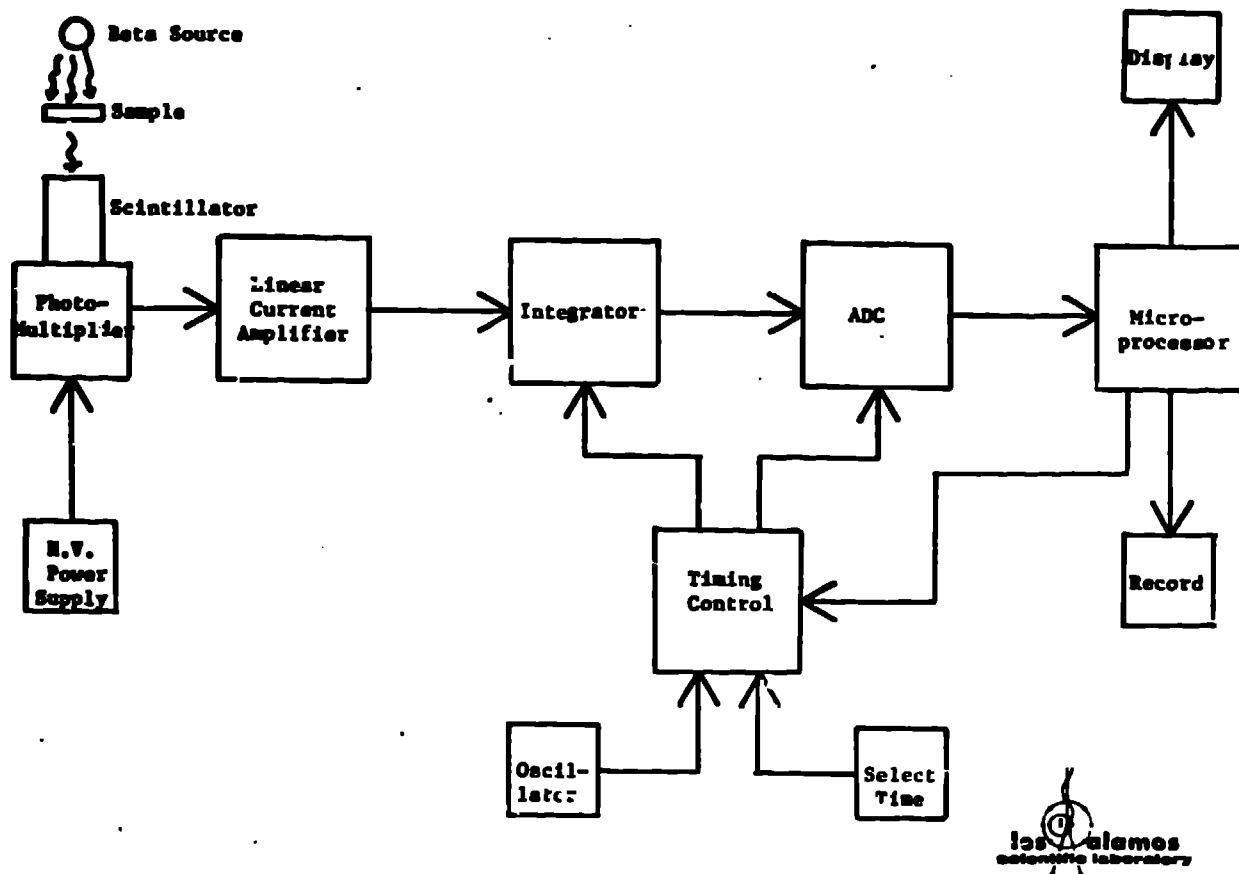 Beta Source
Sample
Scintillator
Photo-
Multiplier
Linear
Current
Amplifier
Integrator
ADC
Micro-
processor
Display
H.V.
Power
Supply
Timing
Control
Record
Oscil-
lator
Select
Time
los alamos
scientific laboratory